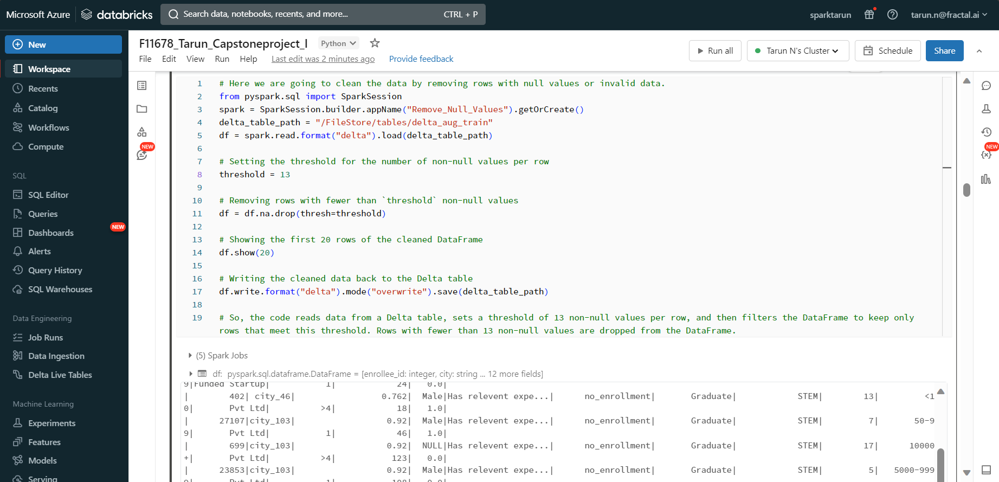 Microsoft Azure databricks Search data, notebooks, recents, and more... CTRL + P sparktarun tarun.n@fractal.ai
New
Workspace
Recents
Catalog
Workflows
Compute
SQL
SQL Editor
Queries
Dashboards NEW
Alerts
Query History
SQL Warehouses
Data Engineering
Job Runs
Data Ingestion
Delta Live Tables
Machine Learning
Experiments
Features
Models
Serving
F11678_Tarun_Capstoneproject_I Python
File Edit View Run Help Last edit was 2 minutes ago Provide feedback
Run all Tarun N's Cluster Schedule Share
NEW
1 # Here we are going to clean the data by removing rows with null values or invalid data.
2 from pyspark.sql import SparkSession
3 spark = SparkSession.builder.appName("Remove_Null_Values").getOrCreate()
4 delta_table_path = "/FileStore/tables/delta_aug_train"
5 df = spark.read.format("delta").load(delta_table_path)
6
7 # Setting the threshold for the number of non-null values per row
8 threshold = 13
9
10 # Removing rows with fewer than `threshold` non-null values
11 df = df.na.drop(thresh=threshold)
12
13 # Showing the first 20 rows of the cleaned DataFrame
14 df.show(20)
15
16 # Writing the cleaned data back to the Delta table
17 df.write.format("delta").mode("overwrite").save(delta_table_path)
18
19 # So, the code reads data from a Delta table, sets a threshold of 13 non-null values per row, and then filters the DataFrame to keep only
rows that meet this threshold. Rows with fewer than 13 non-null values are dropped from the DataFrame.
(5) Spark Jobs
df: pyspark.sql.dataframe.DataFrame = [enrollee_id: integer, city: string ... 12 more fields]
9|Funded Startup| 1| 24| 0.0|
| 402| city_46| 0.762| Male|Has relevent expe...| no_enrollment| Graduate| STEM| 13| <1
0| Pvt Ltd| >4| 18| 1.0|
| 27107|city_103| 0.92| Male|Has relevent expe...| no_enrollment| Graduate| STEM| 7| 50-9
9| Pvt Ltd| 1| 46| 1.0|
| 699|city_103| 0.92| NULL|Has relevent expe...| no_enrollment| Graduate| STEM| 17| 10000
+| Pvt Ltd| >4| 123| 0.0|
| 23853|city_103| 0.92| Male|Has relevent expe...| no_enrollment| Graduate| STEM| 5| 5000-999
9| Pvt Ltd| 1| 108| 0.0|
NEW